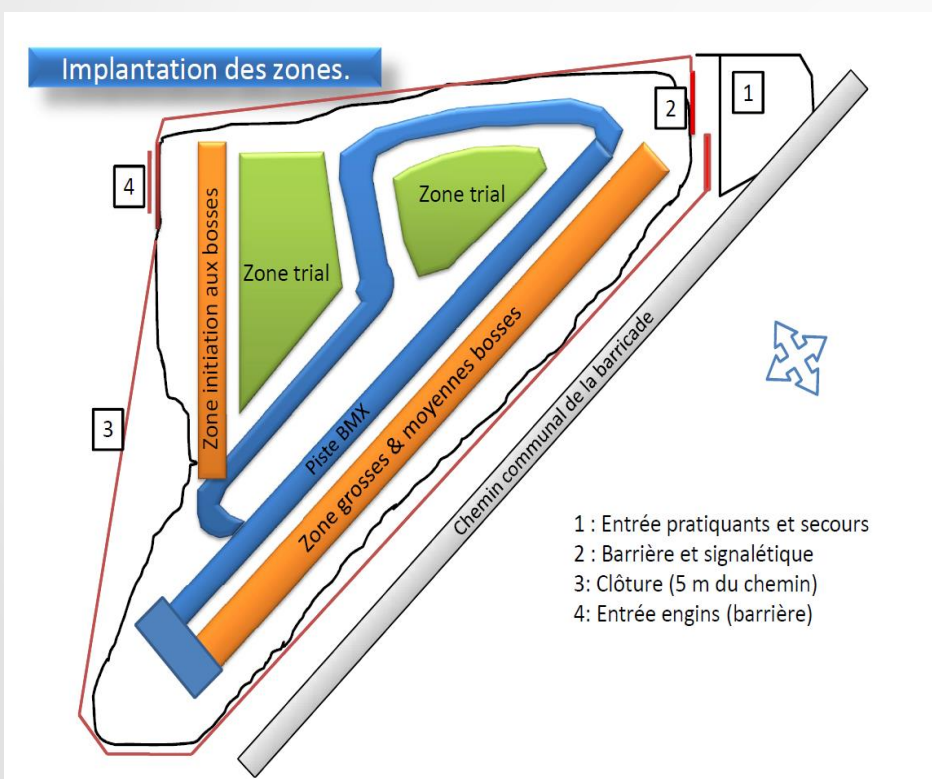 Implantation des zones.
1
2
4
Zone trial
Zone trial
Zone initiation aux bosses
3
Piste BMX
Zone grosses & moyennes bosses
Chemin communal de la barricade
1 : Entrée pratiquants et secours
2 : Barrière et signalétique
3: Clôture (5 m du chemin)
4: Entrée engins (barrière)